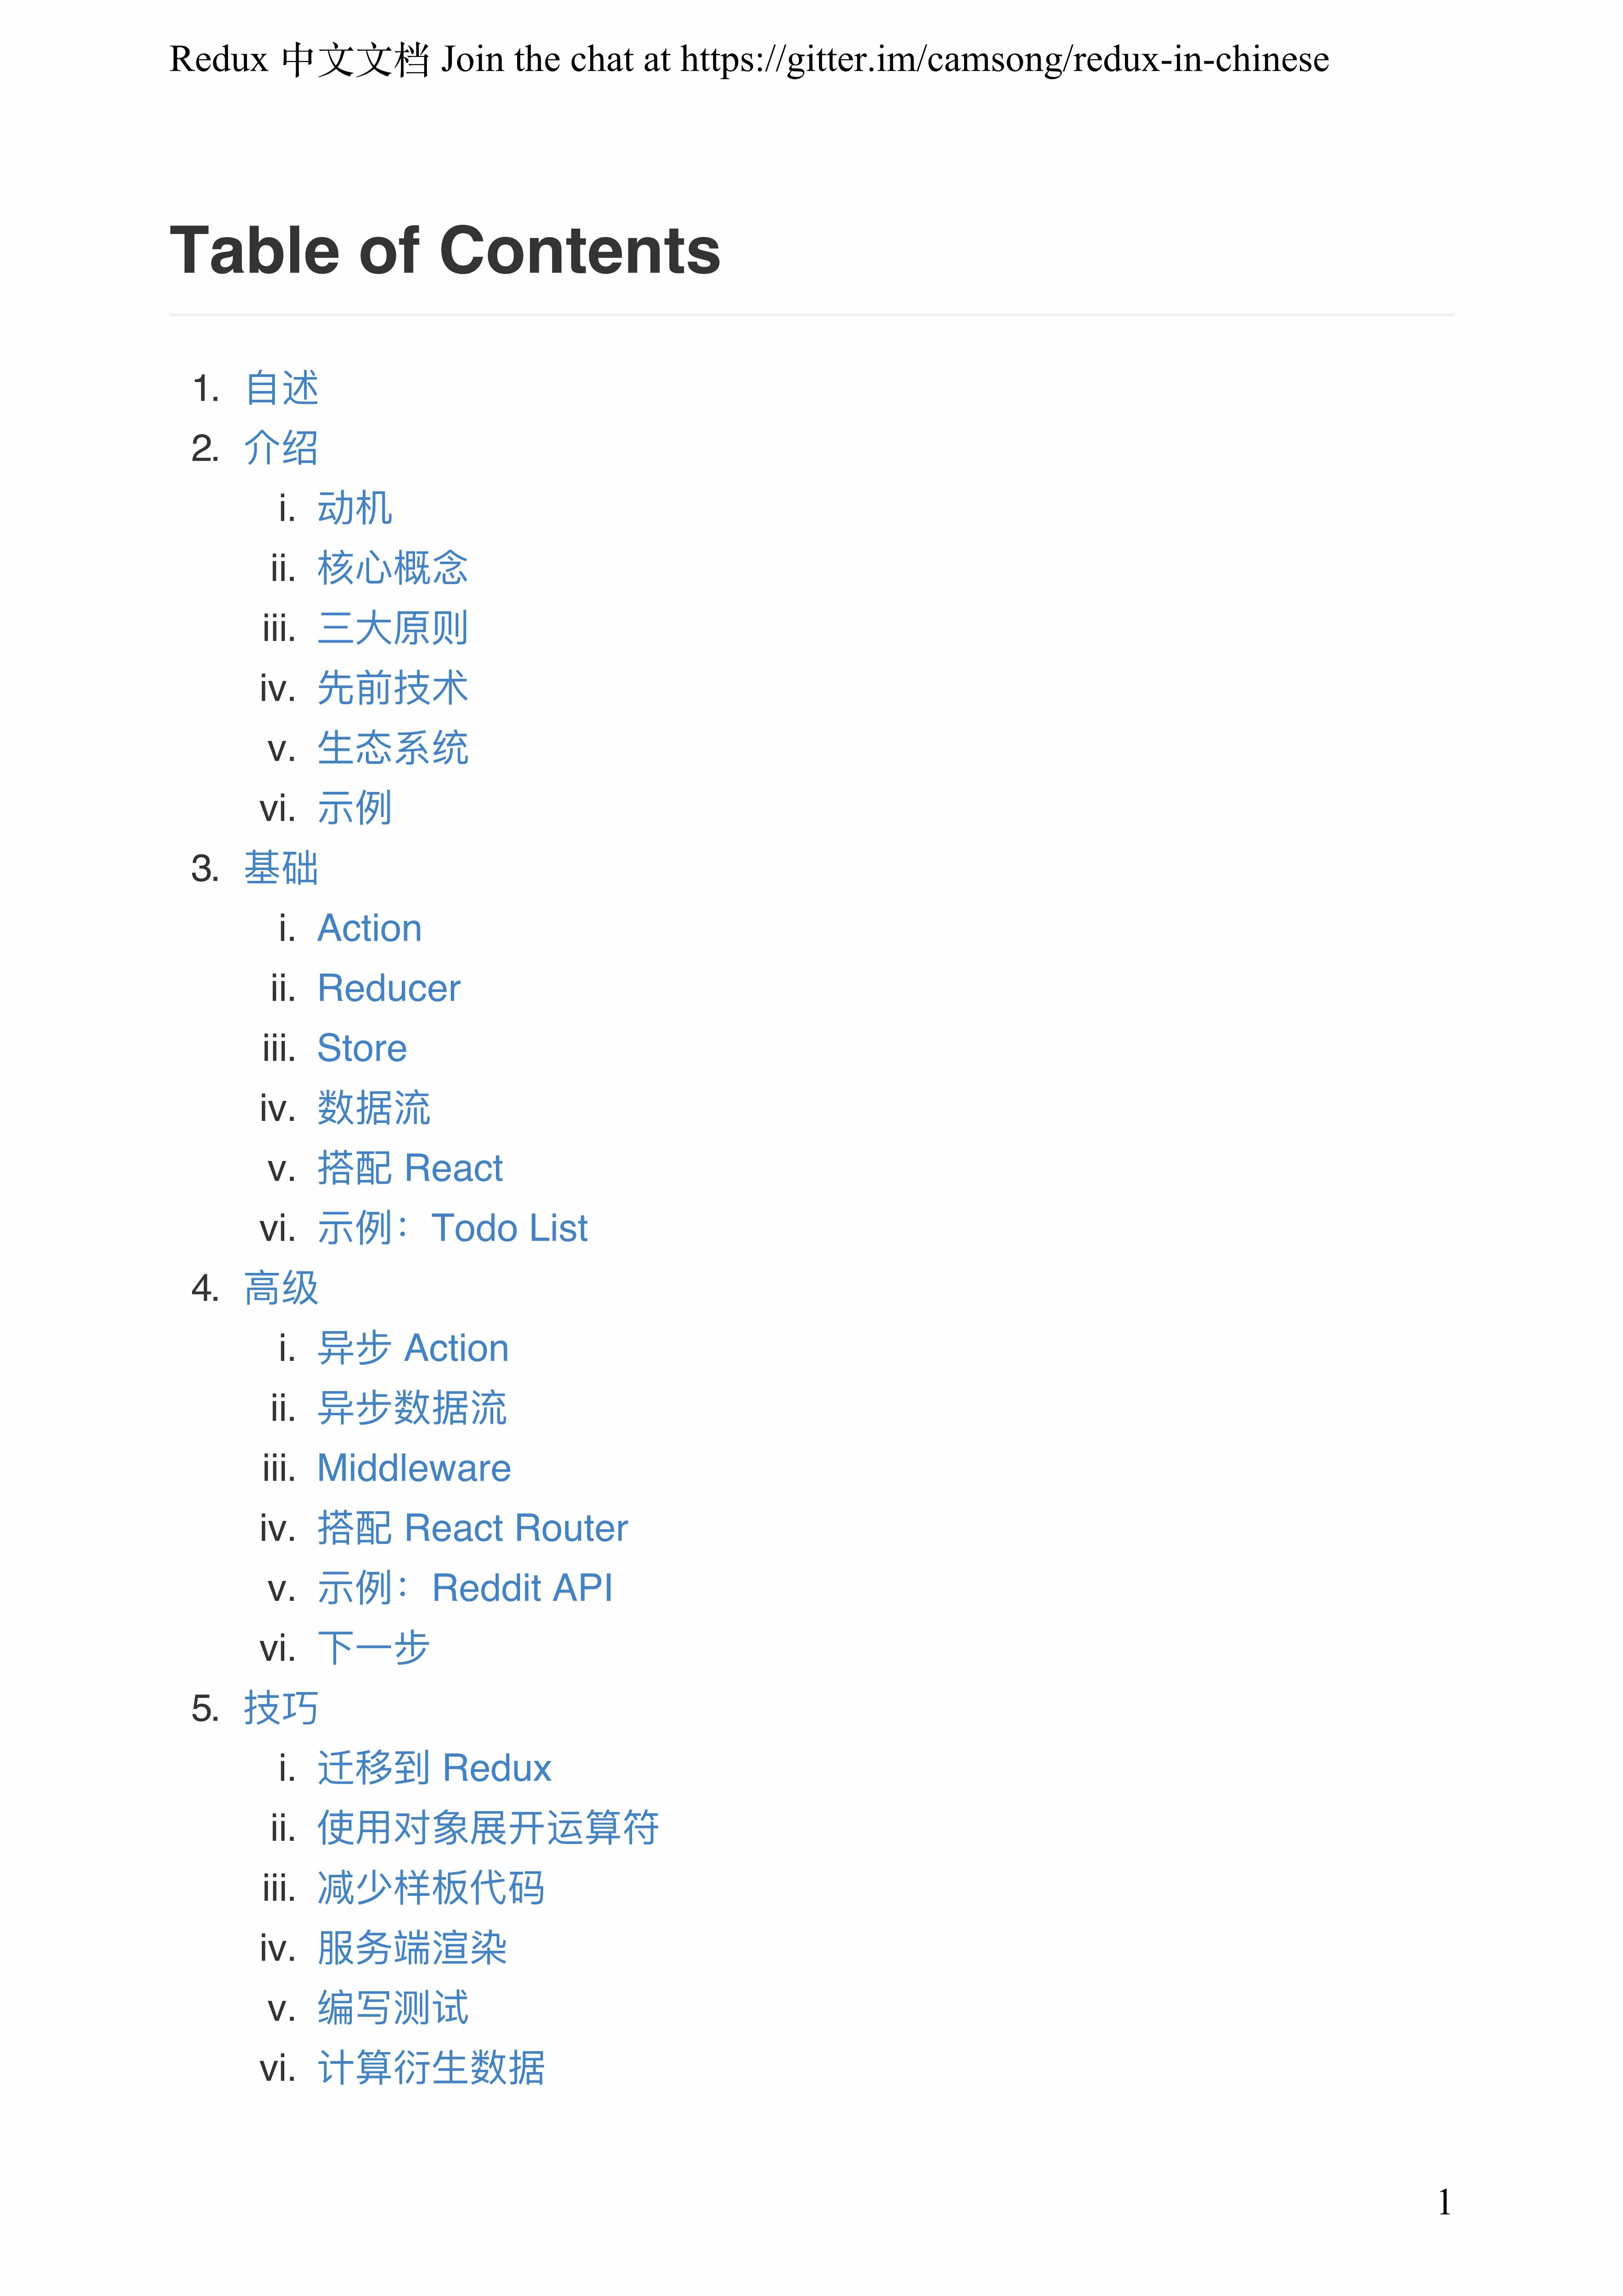 Redux 中文文档 Join the chat at https://gitter.im/camsong/redux-in-chinese
Table of Contents
1. 自述
2. 介绍
i. 动机
ii. 核心概念
iii. 三大原则
iv. 先前技术
v. 生态系统
vi. 示例
3. 基础
i. Action
ii. Reducer
iii. Store
iv. 数据流
v. 搭配 React
vi. 示例：Todo List
4. 高级
i. 异步 Action
ii. 异步数据流
iii. Middleware
iv. 搭配 React Router
v. 示例：Reddit API
vi. 下一步
5. 技巧
i. 迁移到 Redux
ii. 使用对象展开运算符
iii. 减少样板代码
iv. 服务端渲染
v. 编写测试
vi. 计算衍生数据
1